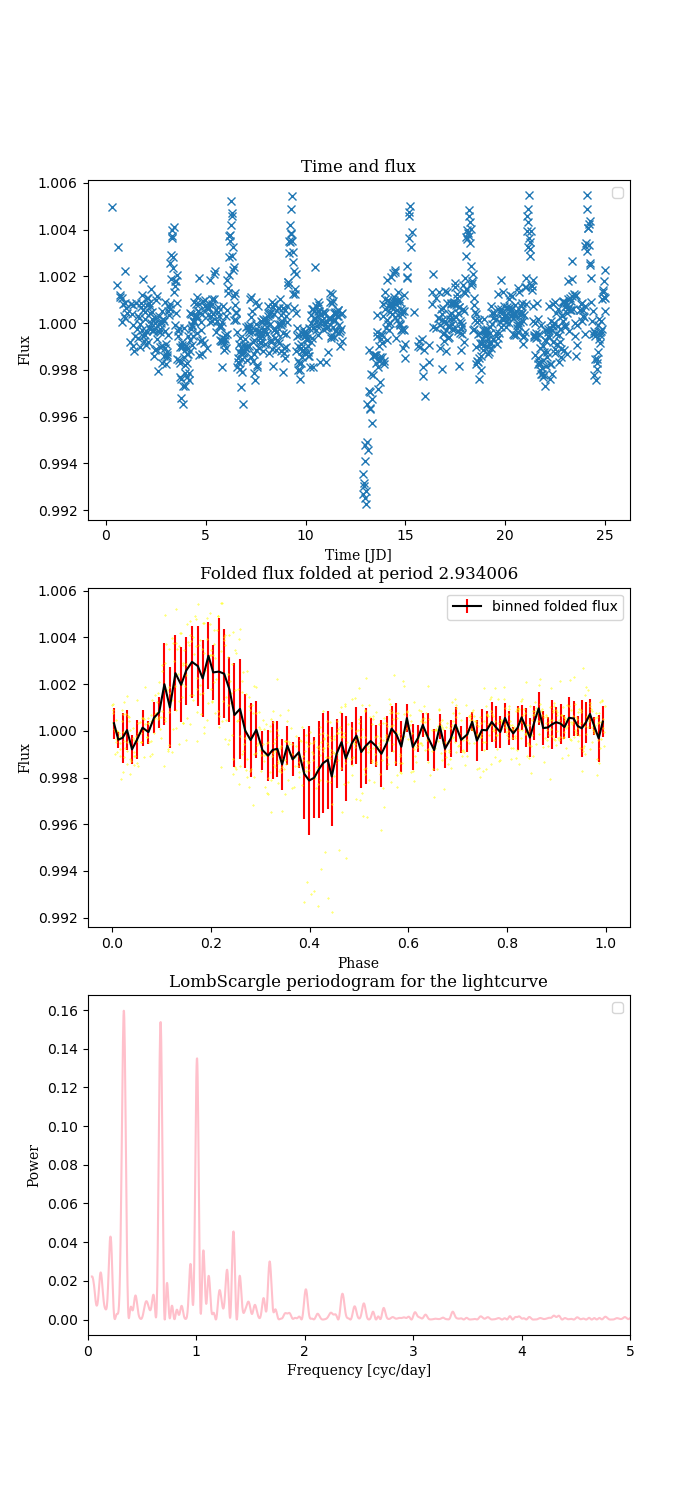 Time and flux
1.006
1.004
1.002
1.000
0.998
0.996
0.994
0.992
Flux
0 5 10 15 20 25
Time [JD]
Folded flux folded at period 2.934006
binned folded flux
1.006
1.004
1.002
1.000
0.998
0.996
0.994
0.992
Flux
0.0 0.2 0.4 0.6 0.8 1.0
Phase
LombScargle periodogram for the lightcurve
0.16
0.14
0.12
0.10
0.08
0.06
0.04
0.02
0.00
Power
0 1 2 3 4 5
Frequency [cyc/day]